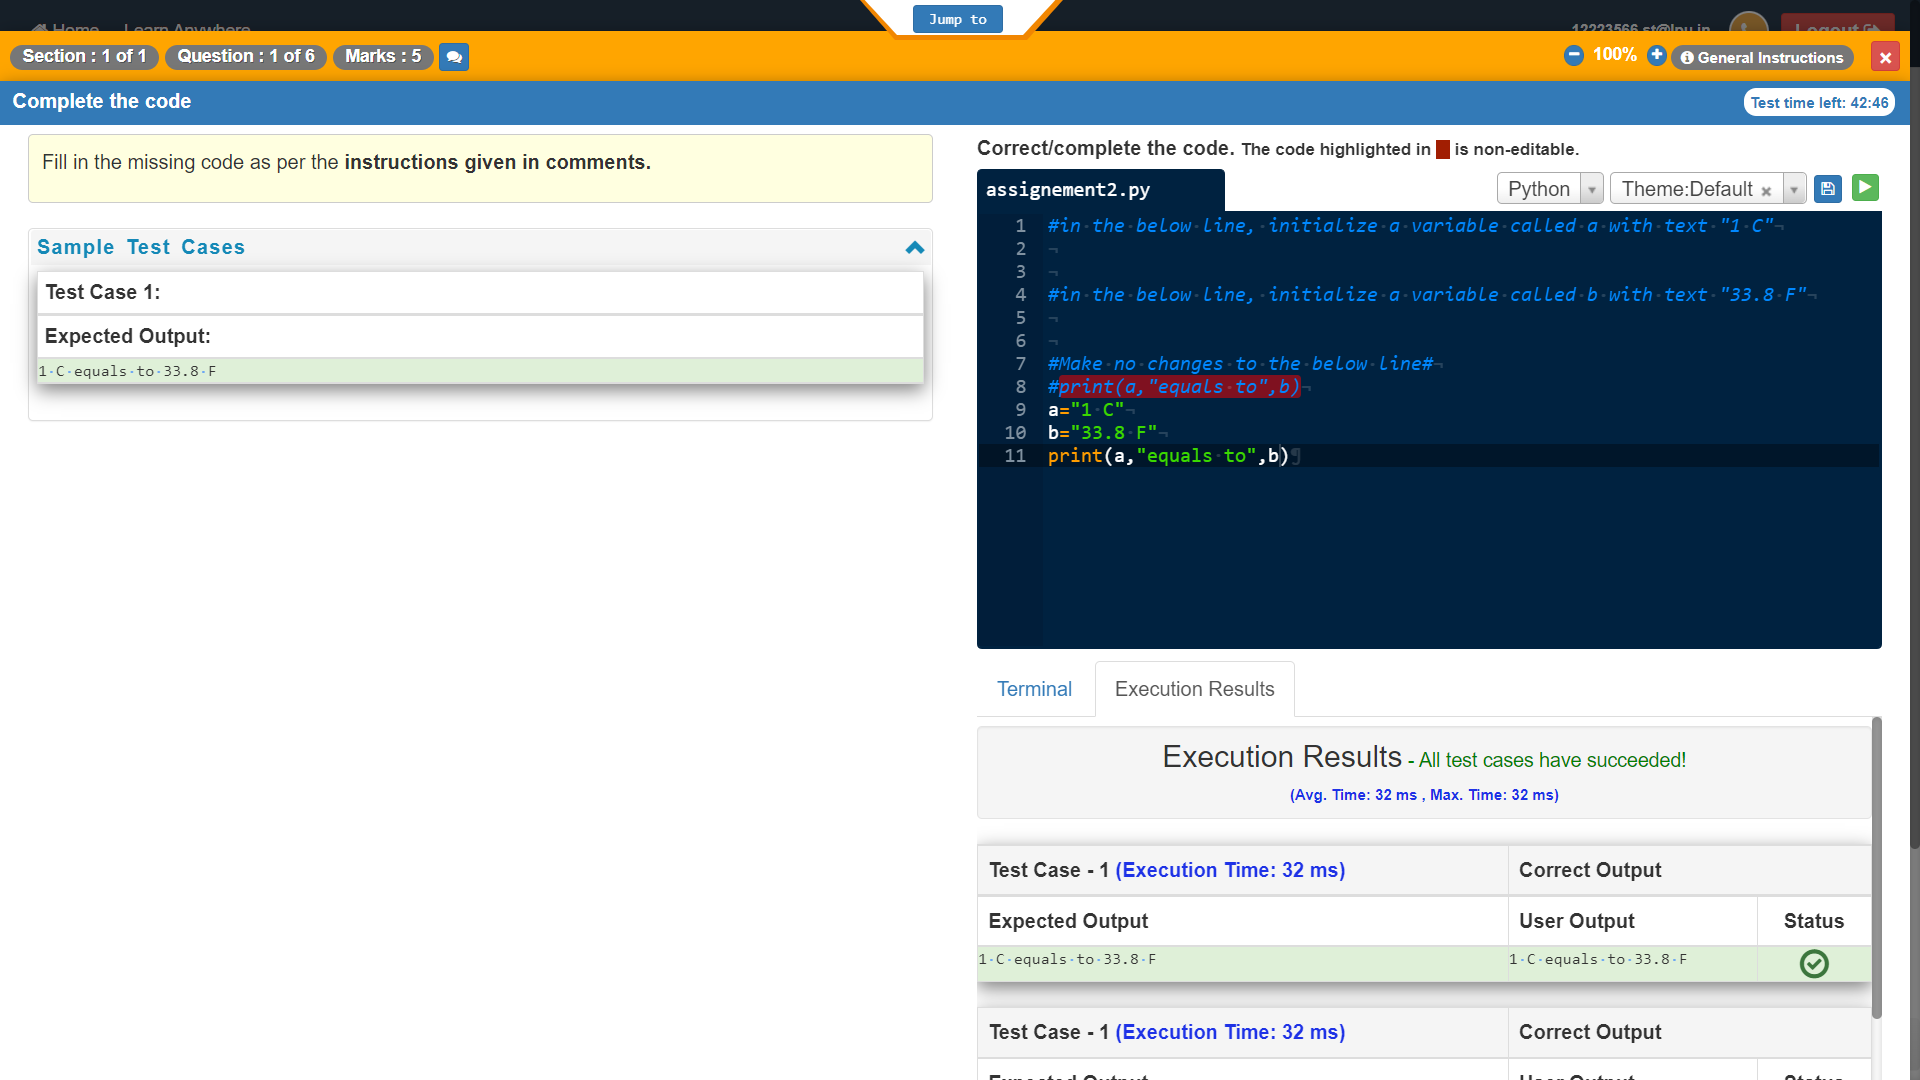 Home Learn Anywhere
Jump to
12223566.st@lpu.in
Logout
Section : 1 of 1
Question : 1 of 6
Marks : 5
100%
General Instructions
Complete the code
Test time left: 42:46
Fill in the missing code as per the instructions given in comments.
Sample Test Cases
Test Case 1:
Expected Output:
1·C·equals·to·33.8·F
Correct/complete the code. The code highlighted in is non-editable.
assignement2.py
Python
Theme:Default ×
1 #in·the·below·line,·initialize·a·variable·called·a·with·text·"1·C"¬
2 ¬
3 ¬
4 #in·the·below·line,·initialize·a·variable·called·b·with·text·"33.8·F"¬
5 ¬
6 ¬
7 #Make·no·changes·to·the·below·line#¬
8 #print(a,"equals·to",b)¬
9 a="1·C"¬
10 b="33.8·F"¬
11 print(a,"equals·to",b)¶
Terminal
Execution Results
Execution Results - All test cases have succeeded!
(Avg. Time: 32 ms , Max. Time: 32 ms)
Test Case - 1 (Execution Time: 32 ms)
Correct Output
Expected Output
User Output
Status
1·C·equals·to·33.8·F
1·C·equals·to·33.8·F
Test Case - 1 (Execution Time: 32 ms)
Correct Output
Expected Output
User Output
Status